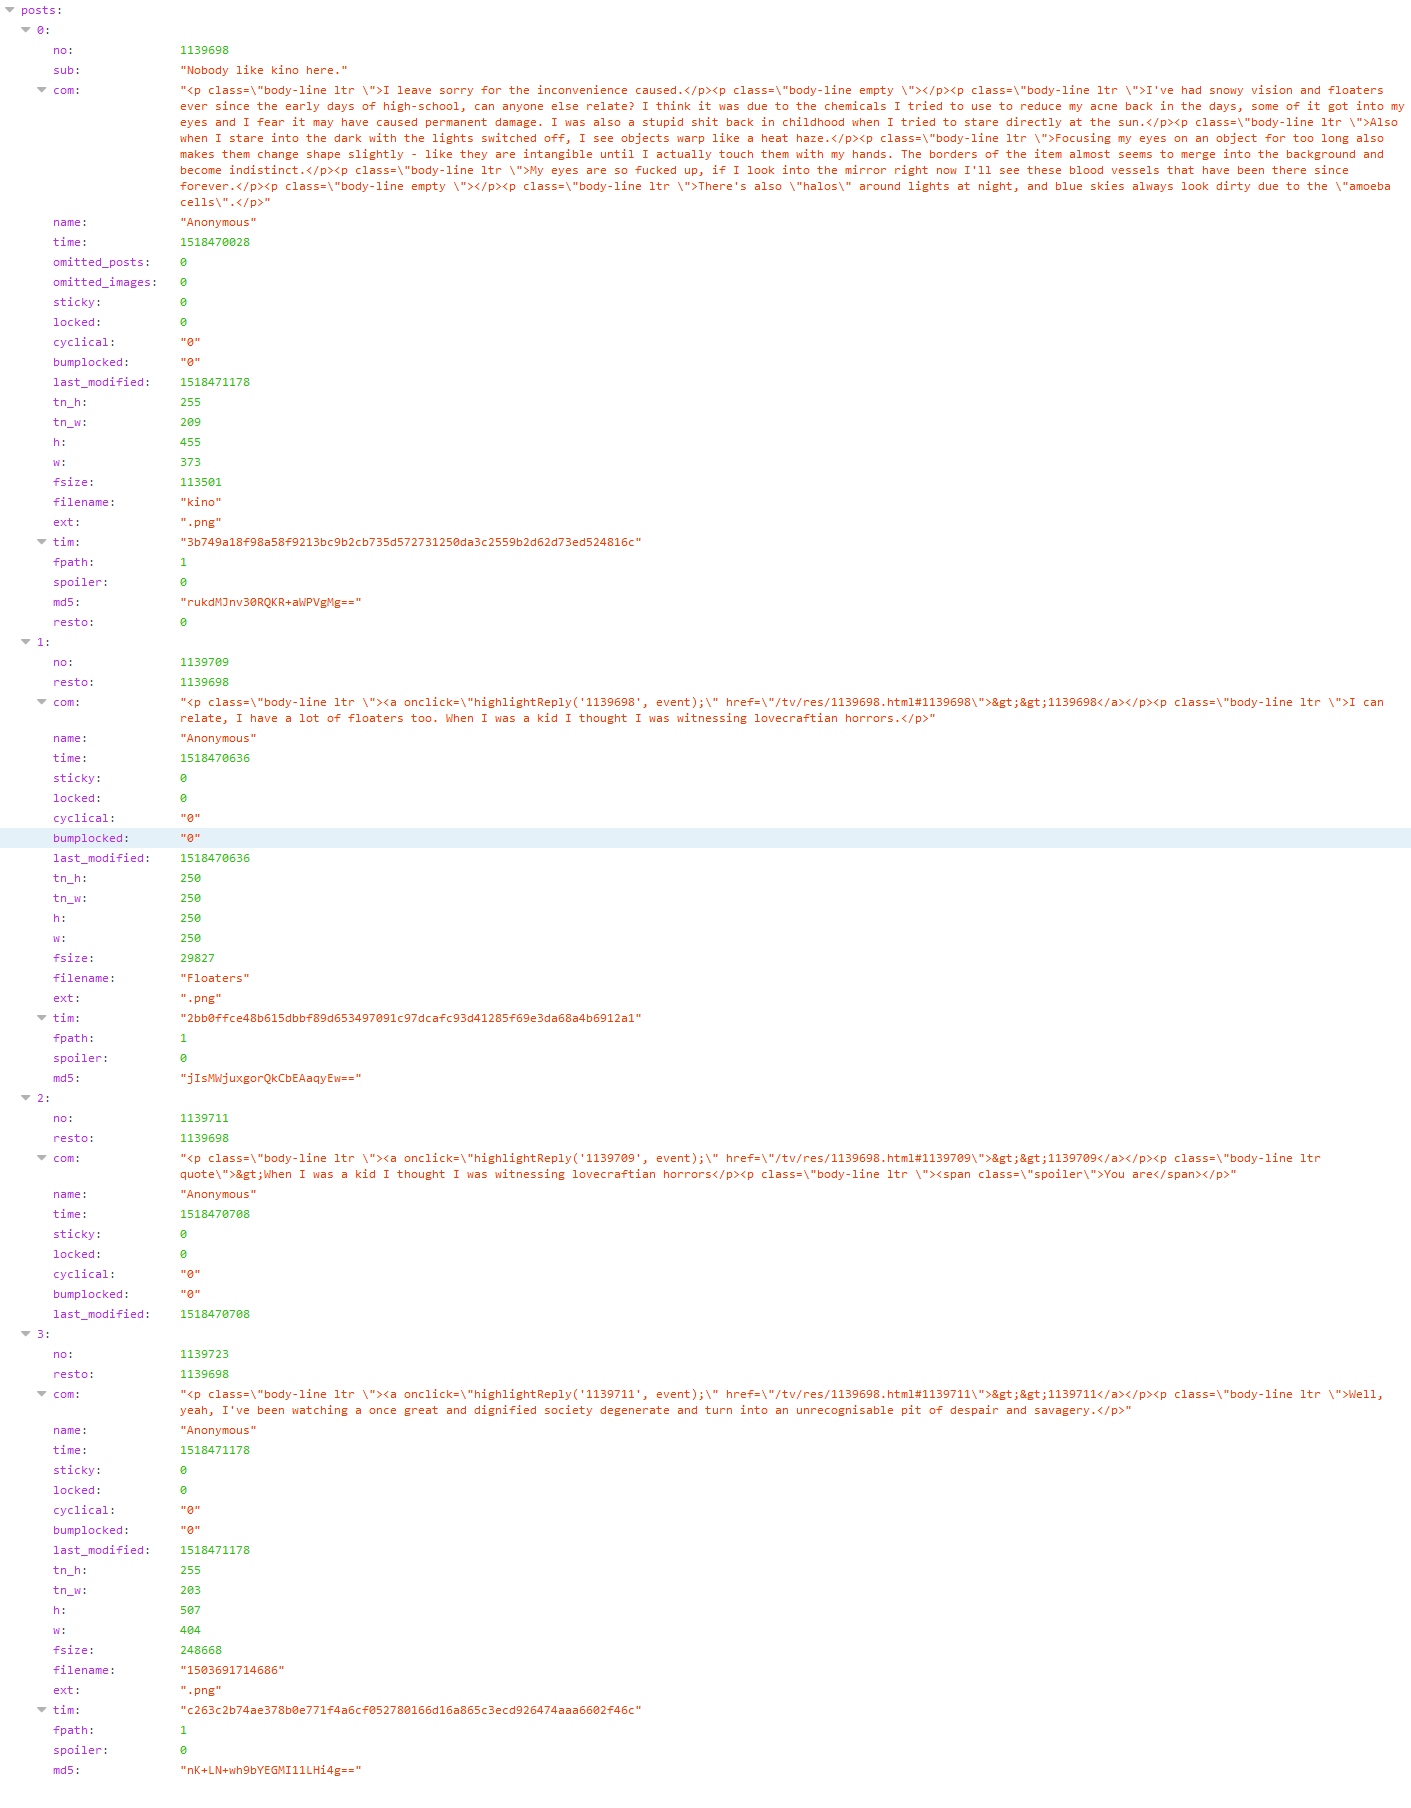 posts:
0:
no: 1139698
sub: "Nobody like kino here."
com: "<p class=\"body-line ltr \">I leave sorry for the inconvenience caused.</p><p class=\"body-line empty \"></p><p class=\"body-line ltr \">I've had snowy vision and floaters
ever since the early days of high-school, can anyone else relate? I think it was due to the chemicals I tried to use to reduce my acne back in the days, some of it got into my
eyes and I fear it may have caused permanent damage. I was also a stupid shit back in childhood when I tried to stare directly at the sun.</p><p class=\"body-line ltr \">Also
when I stare into the dark with the lights switched off, I see objects warp like a heat haze.</p><p class=\"body-line ltr \">Focusing my eyes on an object for too long also
makes them change shape slightly - like they are intangible until I actually touch them with my hands. The borders of the item almost seems to merge into the background and
become indistinct.</p><p class=\"body-line ltr \">My eyes are so fucked up, if I look into the mirror right now I'll see these blood vessels that have been there since
forever.</p><p class=\"body-line empty \"></p><p class=\"body-line ltr \">There's also \"halos\" around lights at night, and blue skies always look dirty due to the \"amoeba
cells\".</p>"
name: "Anonymous"
time: 1518470028
omitted_posts: 0
omitted_images: 0
sticky: 0
locked: 0
cyclical: "0"
bumplocked: "0"
last_modified: 1518471178
tn_h: 255
tn_w: 209
h: 455
w: 373
fsize: 113501
filename: "kino"
ext: ".png"
tim: "3b749a18f98a58f9213bc9b2cb735d572731250da3c2559b2d62d73ed524816c"
fpath: 1
spoiler: 0
md5: "rukdMJnv30RQKR+aWPVgMg=="
resto: 0
1:
no: 1139709
resto: 1139698
com: "<p class=\"body-line ltr \"><a onclick=\"highlightReply('1139698', event);\" href=\"/tv/res/1139698.html#1139698\">&gt;&gt;1139698</a></p><p class=\"body-line ltr \">I can
relate, I have a lot of floaters too. When I was a kid I thought I was witnessing lovecraftian horrors.</p>"
name: "Anonymous"
time: 1518470636
sticky: 0
locked: 0
cyclical: "0"
bumplocked: "0"
last_modified: 1518470636
tn_h: 250
tn_w: 250
h: 250
w: 250
fsize: 29827
filename: "Floaters"
ext: ".png"
tim: "2bb0ffce48b615dbbf89d653497091c97dcafc93d41285f69e3da68a4b6912a1"
fpath: 1
spoiler: 0
md5: "jIsMWjuxgorQkCbEAaqyEw=="
2:
no: 1139711
resto: 1139698
com: "<p class=\"body-line ltr \"><a onclick=\"highlightReply('1139709', event);\" href=\"/tv/res/1139698.html#1139709\">&gt;&gt;1139709</a></p><p class=\"body-line ltr
quote\">&gt;When I was a kid I thought I was witnessing lovecraftian horrors</p><p class=\"body-line ltr \"><span class=\"spoiler\">You are</span></p>"
name: "Anonymous"
time: 1518470708
sticky: 0
locked: 0
cyclical: "0"
bumplocked: "0"
last_modified: 1518470708
3:
no: 1139723
resto: 1139698
com: "<p class=\"body-line ltr \"><a onclick=\"highlightReply('1139711', event);\" href=\"/tv/res/1139698.html#1139711\">&gt;&gt;1139711</a></p><p class=\"body-line ltr \">Well,
yeah, I've been watching a once great and dignified society degenerate and turn into an unrecognisable pit of despair and savagery.</p>"
name: "Anonymous"
time: 1518471178
sticky: 0
locked: 0
cyclical: "0"
bumplocked: "0"
last_modified: 1518471178
tn_h: 255
tn_w: 203
h: 507
w: 404
fsize: 248668
filename: "1503691714686"
ext: ".png"
tim: "c263c2b74ae378b0e771f4a6cf052780166d16a865c3ecd926474aaa6602f46c"
fpath: 1
spoiler: 0
md5: "nK+LN+wh9bYEGMI11LHi4g=="